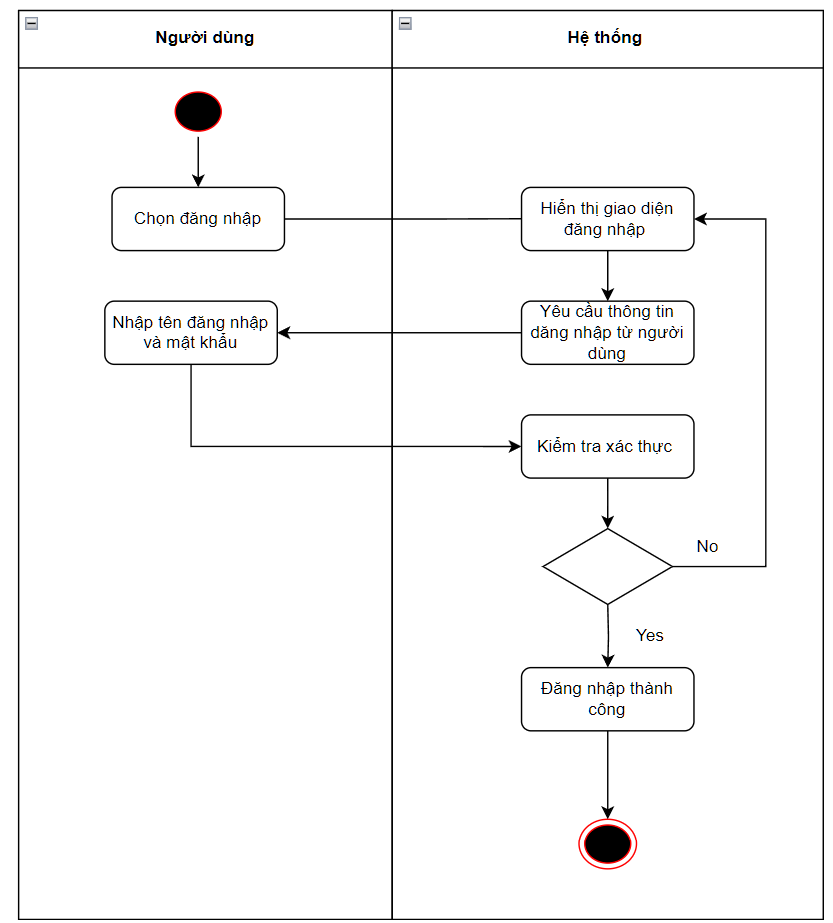 Người dùng
Hệ thống
Chọn đăng nhập
Hiển thị giao diện
đăng nhập
Nhập tên đăng nhập
và mật khẩu
Yêu cầu thông tin
dăng nhập từ người
dùng
Kiểm tra xác thực
No
Yes
Đăng nhập thành
công